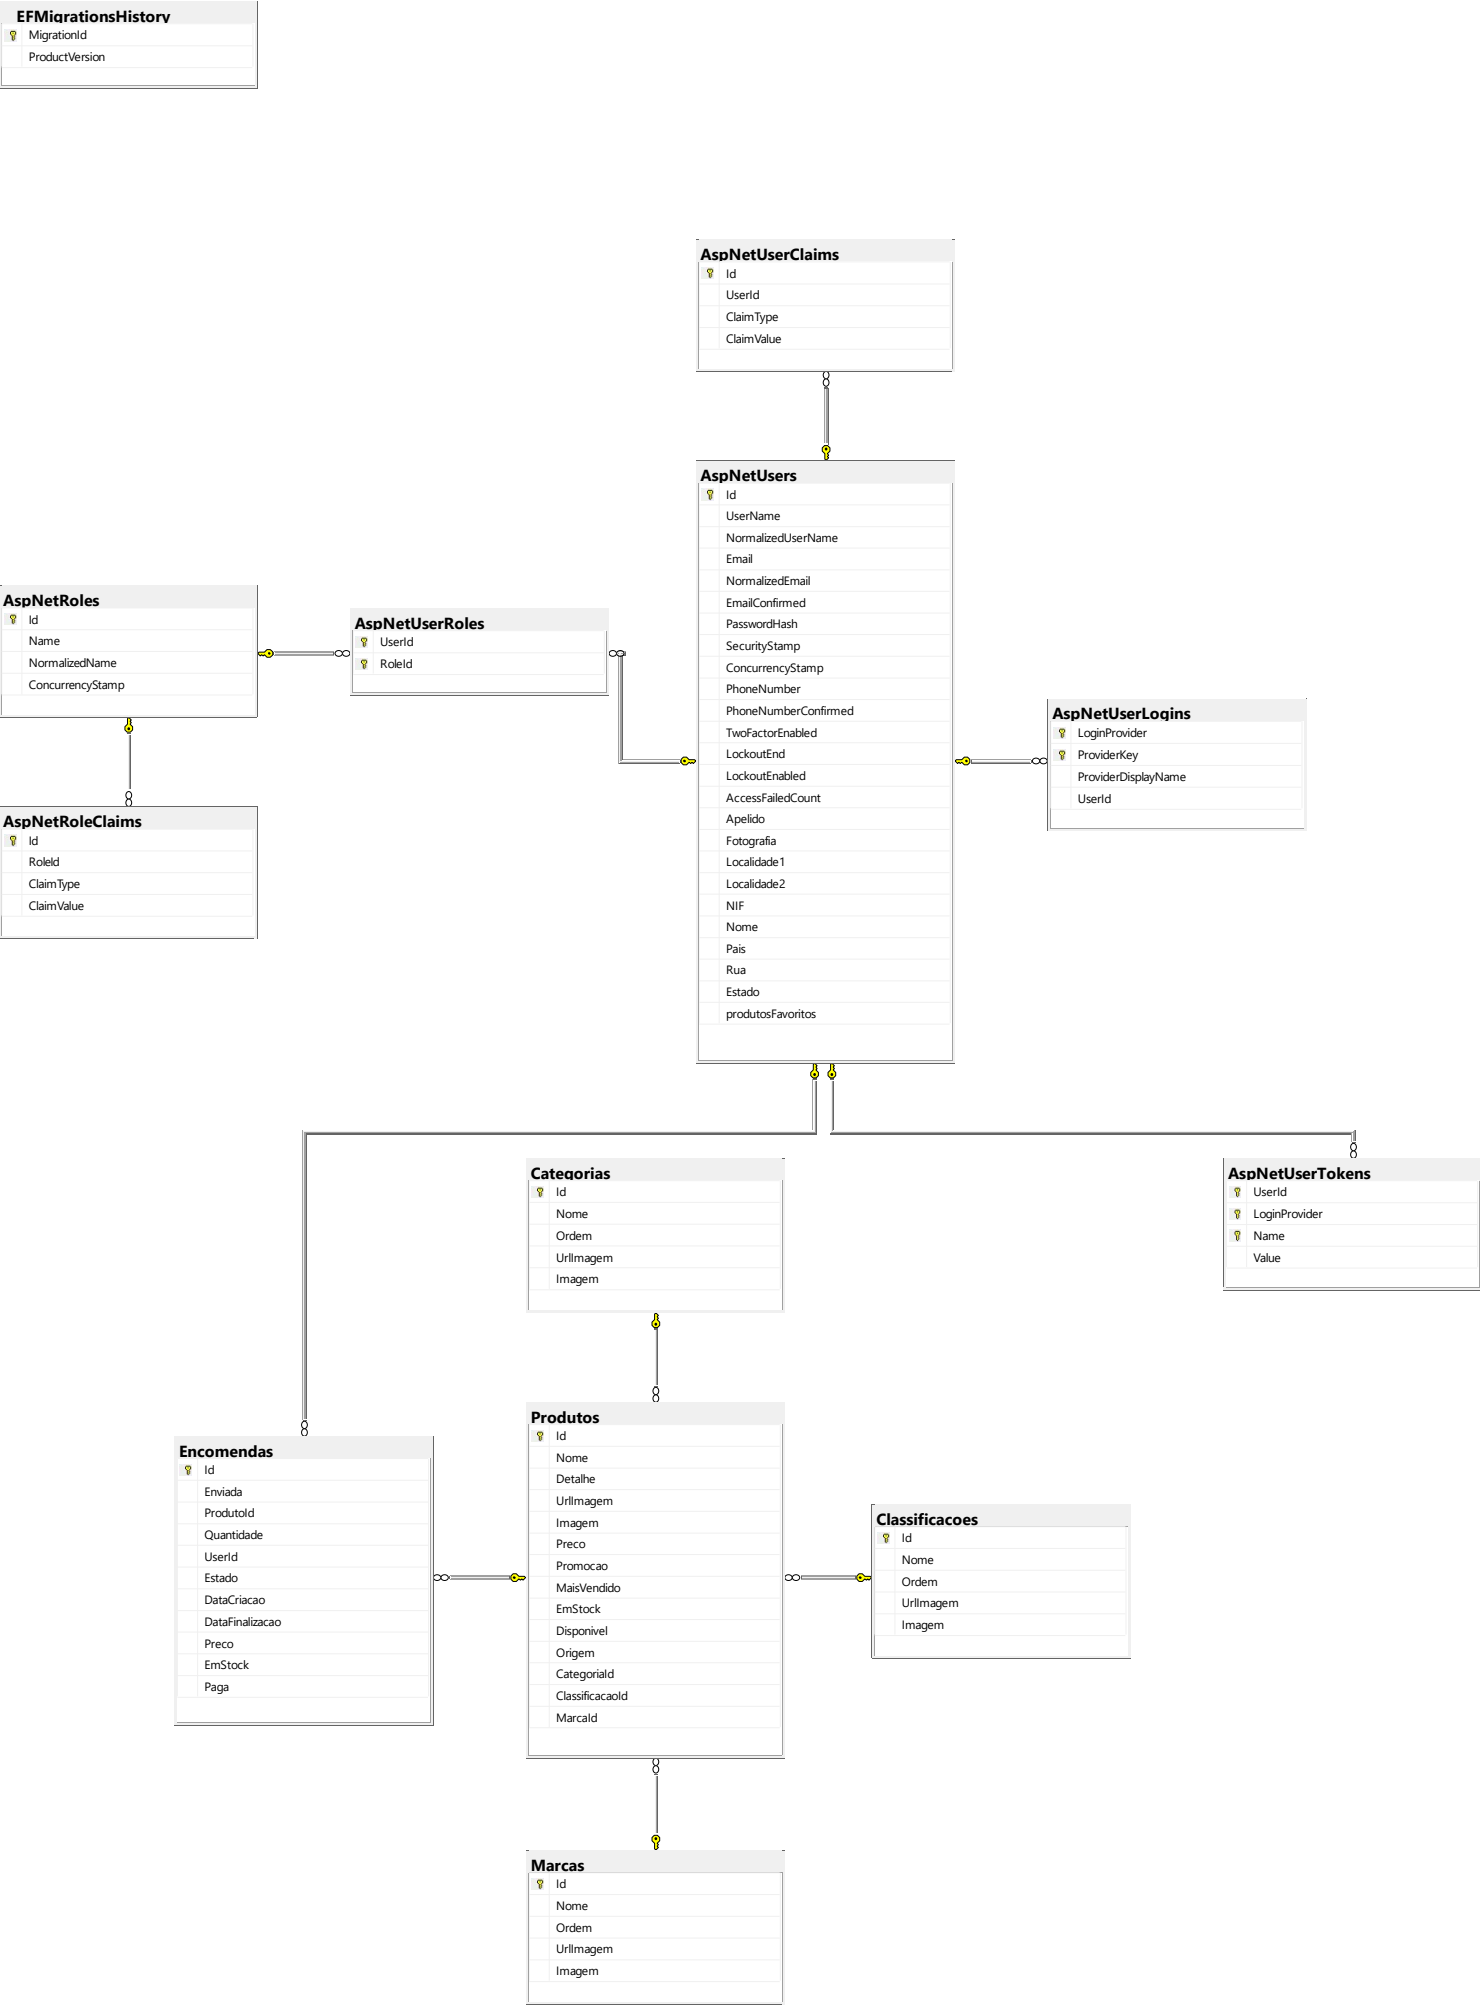 EFMigrationsHistory
MigrationId
ProductVersion
AspNetUserClaims
Id
UserId
ClaimType
ClaimValue
AspNetUsers
Id
UserName
NormalizedUserName
Email
NormalizedEmail
EmailConfirmed
PasswordHash
SecurityStamp
ConcurrencyStamp
PhoneNumber
PhoneNumberConfirmed
TwoFactorEnabled
LockoutEnd
LockoutEnabled
AccessFailedCount
Apelido
Fotografia
Localidade1
Localidade2
NIF
Nome
Pais
Rua
Estado
produtosFavoritos
AspNetRoles
Id
Name
NormalizedName
ConcurrencyStamp
AspNetUserRoles
UserId
RoleId
AspNetUserLogins
LoginProvider
ProviderKey
ProviderDisplayName
UserId
AspNetRoleClaims
Id
RoleId
ClaimType
ClaimValue
Categorias
Id
Nome
Ordem
UrlImagem
Imagem
AspNetUserTokens
UserId
LoginProvider
Name
Value
Produtos
Id
Nome
Detalhe
UrlImagem
Imagem
Preco
Promocao
MaisVendido
EmStock
Disponivel
Origem
CategoriaId
ClassificacaoId
MarcaId
Encomendas
Id
Enviada
ProdutoId
Quantidade
UserId
Estado
DataCriacao
DataFinalizacao
Preco
EmStock
Paga
Classificacoes
Id
Nome
Ordem
UrlImagem
Imagem
Marcas
Id
Nome
Ordem
UrlImagem
Imagem